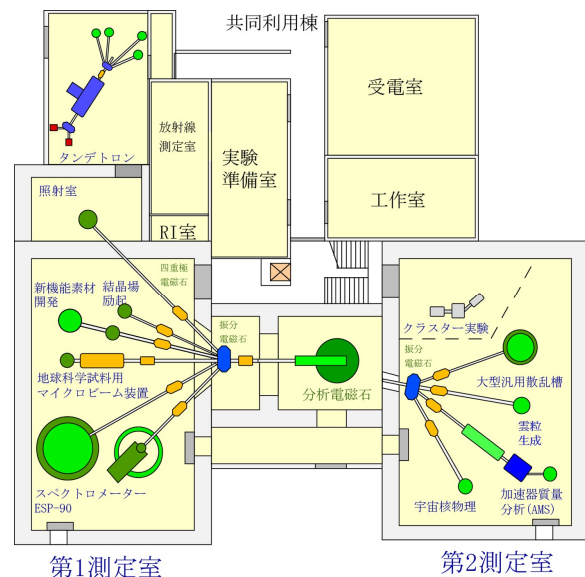 共同利用棟
受電室
放射線
測定室
実験
準備室
タンデトロン
照射室
工作室
RI室
四重極
電磁石
新機能素材
開発
結晶場
励起
振分
電磁石
クラスター実験
振分
電磁石
地球科学試料用
マイクロビーム装置
分析電磁石
大型汎用散乱槽
雲粒
生成
スペクトロメーター
ESP-90
宇宙核物理
加速器質量
分析(AMS)
第1測定室
第2測定室